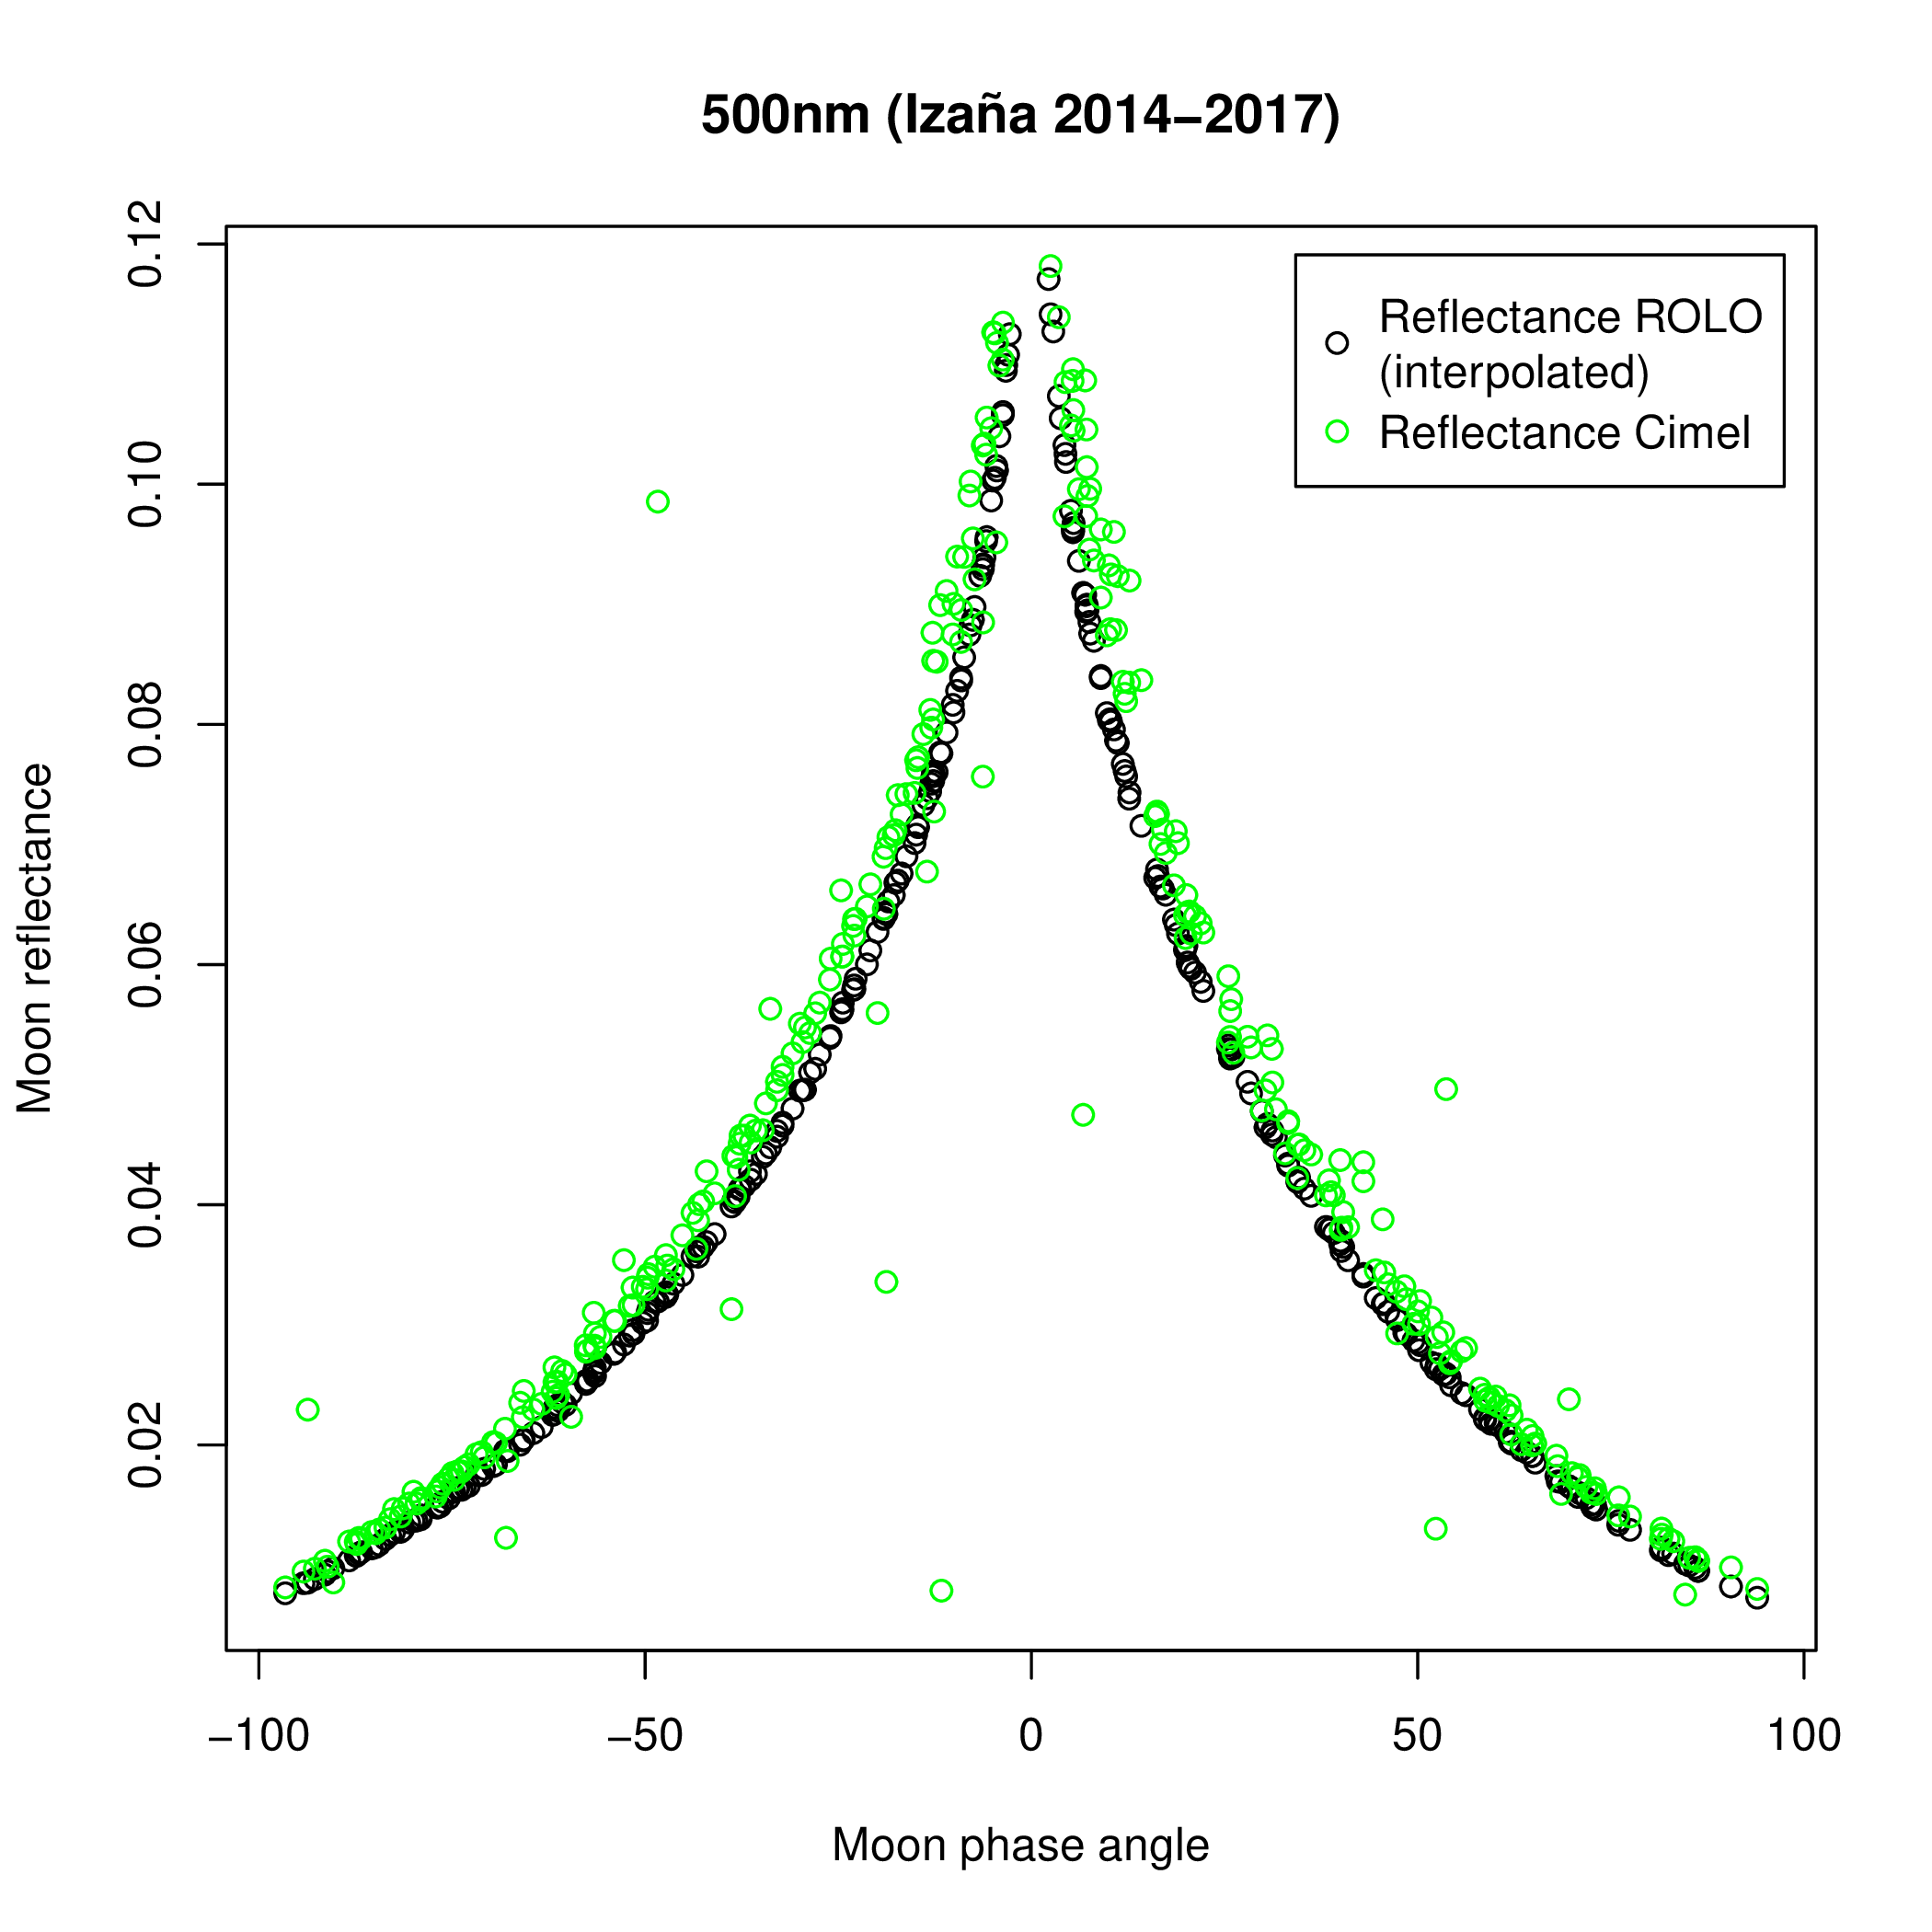 500nm (Izaña 2014−2017)
0.12
0.10
0.08
0.06
0.04
0.02
Moon reflectance
Reflectance ROLO
(interpolated)
Reflectance Cimel
−100
−50
0
50
100
Moon phase angle